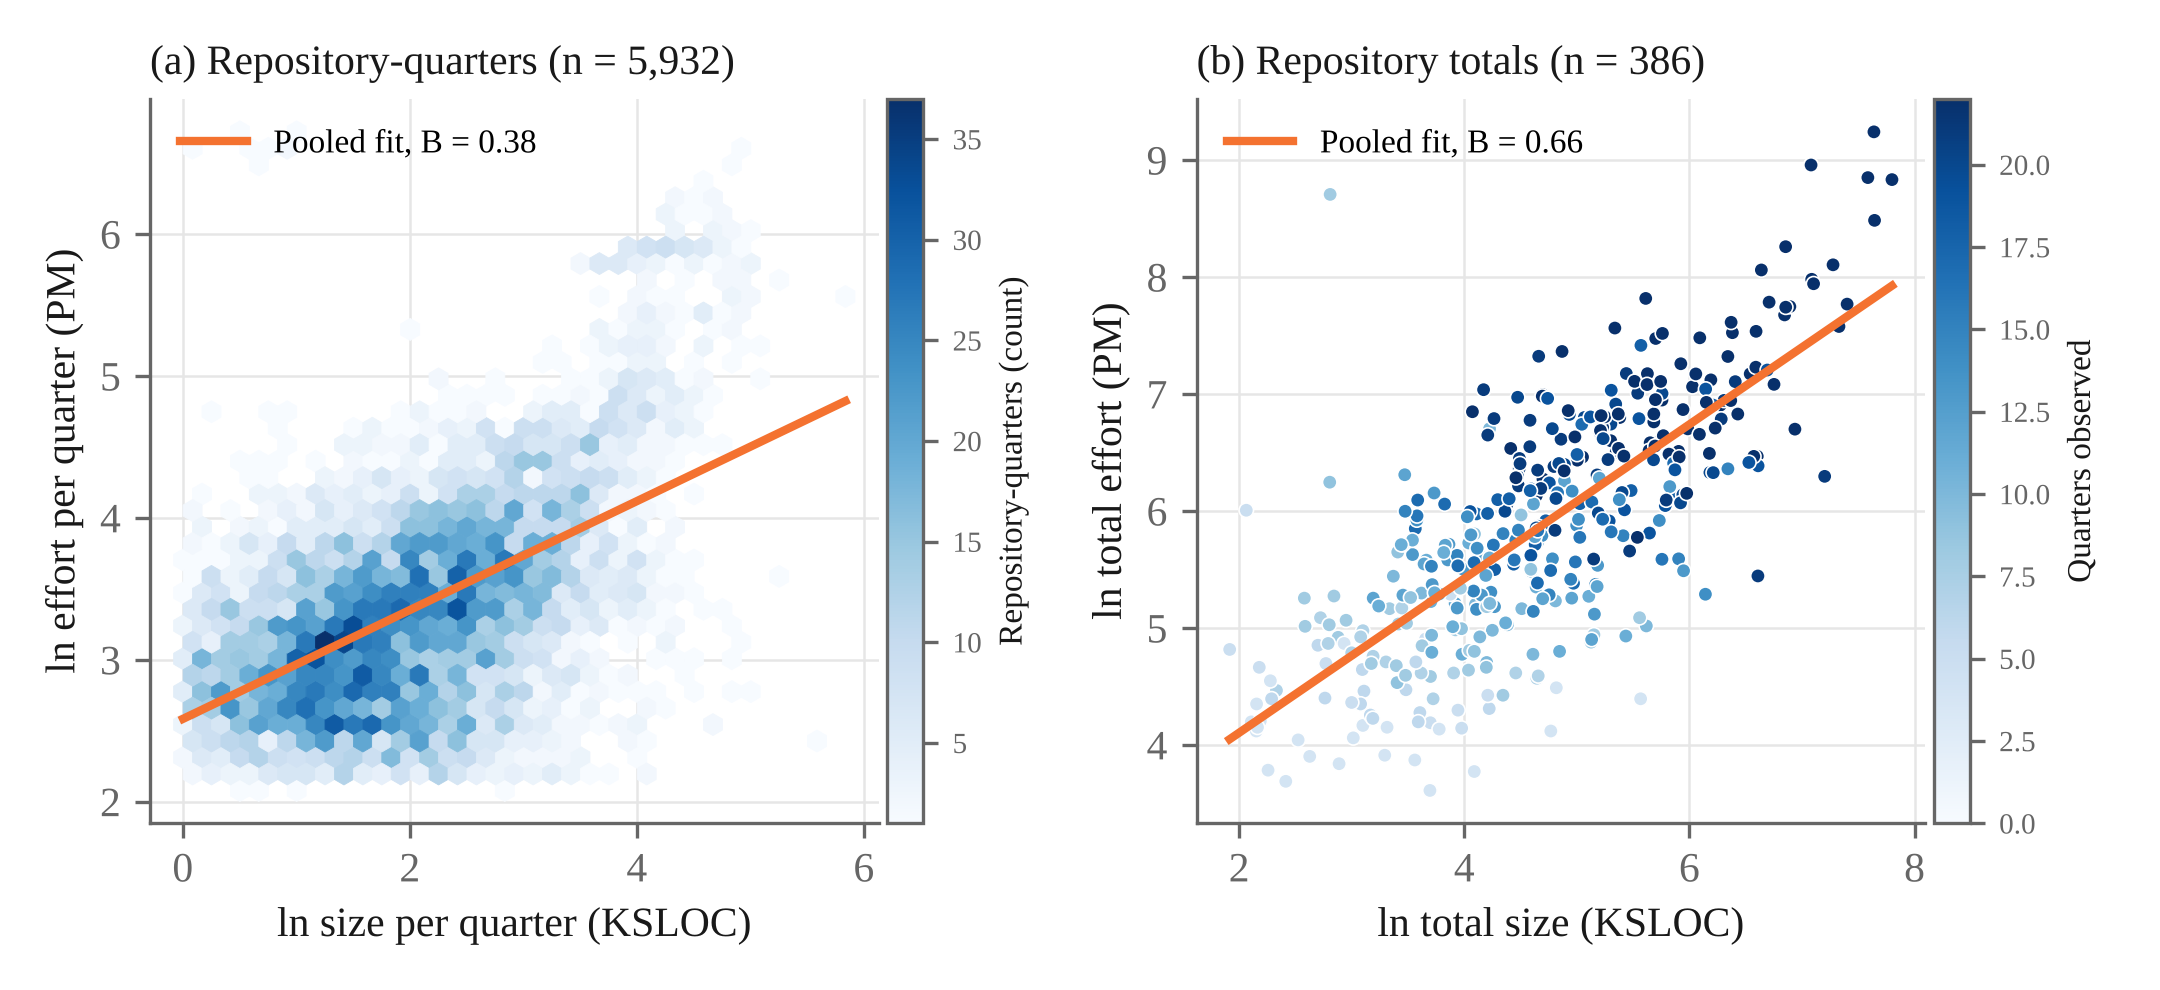 (a) Repository-quarters (n = 5,932)
Pooled fit, B = 0.38
ln effort per quarter (PM)
6
5
4
3
2
0 2 4 6
ln size per quarter (KSLOC)
35
30
25
20
15
10
5
Repository-quarters (count)
(b) Repository totals (n = 386)
Pooled fit, B = 0.66
ln total effort (PM)
9
8
7
6
5
4
2 4 6 8
ln total size (KSLOC)
20.0
17.5
15.0
12.5
10.0
7.5
5.0
2.5
0.0
Quarters observed